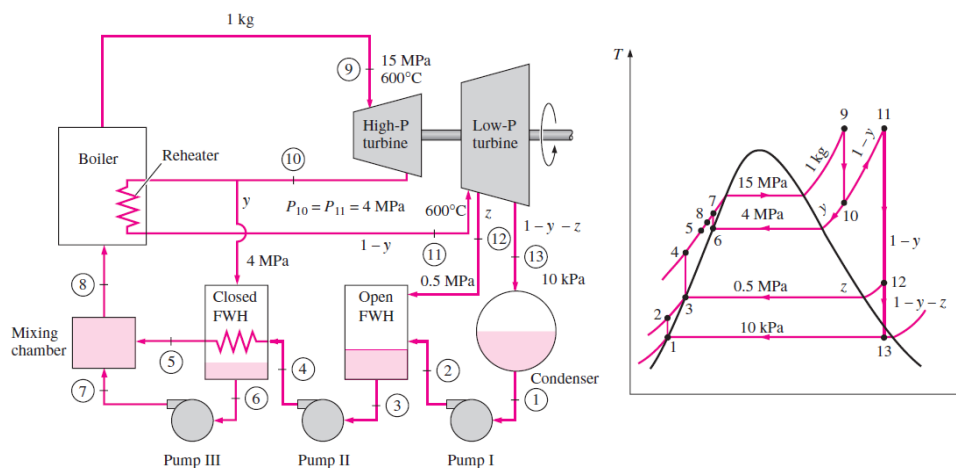 1 kg
9
15 MPa
600°C
High-P
turbine
Low-P
turbine
Boiler
Reheater
10
y
P10 = P11 = 4 MPa
600°C
z
12
1 – y – z
1 – y
11
13
4 MPa
0.5 MPa
10 kPa
8
Closed
FWH
Open
FWH
Mixing
chamber
5
4
2
Condenser
7
6
3
1
Pump III
Pump II
Pump I
T
9
11
1 kg
1 – y
15 MPa
7
8
4 MPa
y
10
5
6
4
1 – y
0.5 MPa
z
12
3
2
1 – y – z
10 kPa
1
13